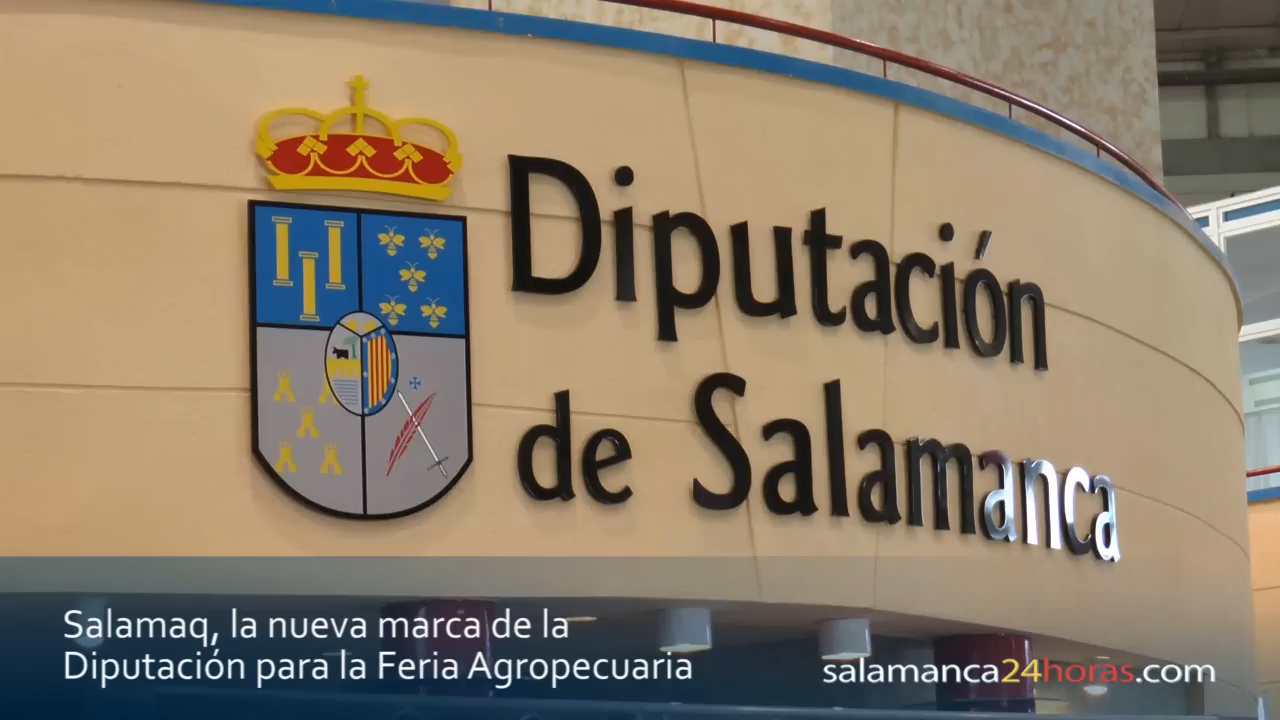 Diputación
de Salamanca
Salamaq, la nueva marca de la
Diputación para la Feria Agropecuaria
salamanca24horas.com